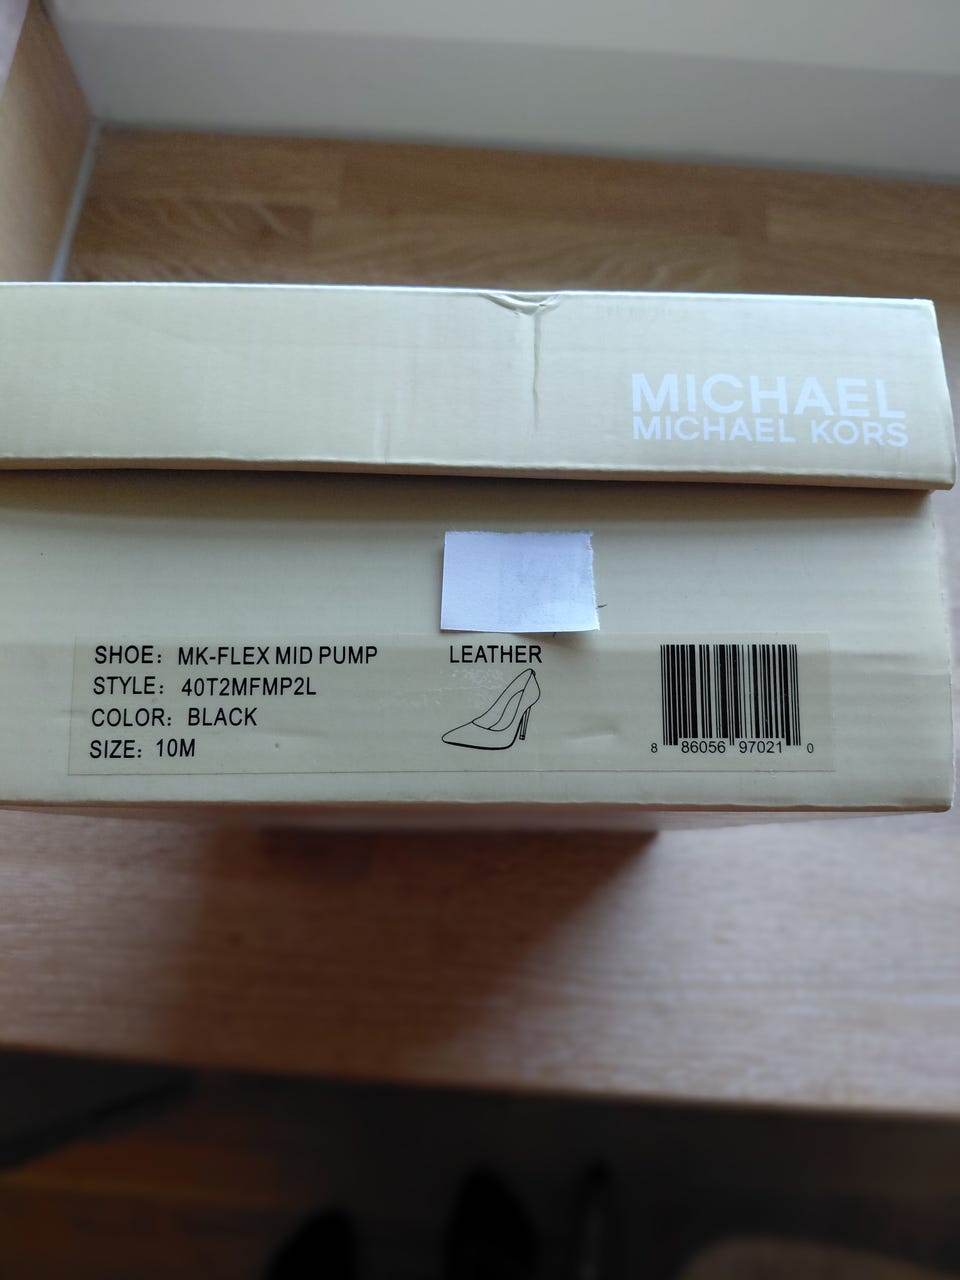 MICHAEL
MICHAEL KORS
SHOE: MK-FLEX MID PUMP
STYLE: 40T2MFMP2L
COLOR: BLACK
SIZE: 10M
LEATHER
8 86056 97021 0